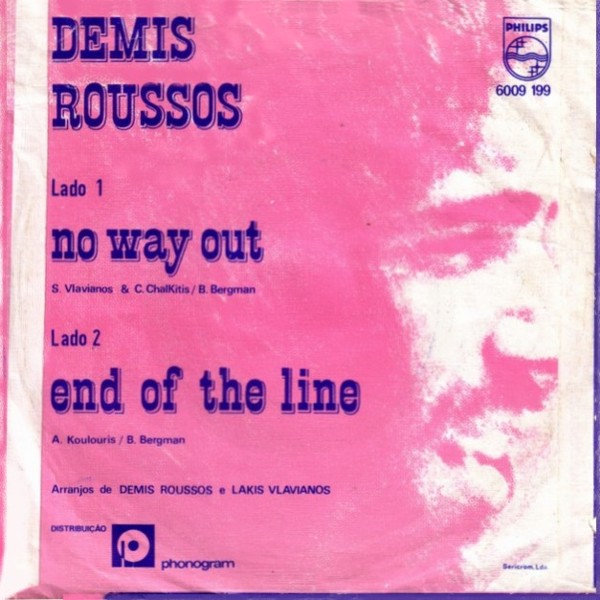 DEMIS
ROUSSOS
PHILIPS
6009 199
Lado 1
no way out
S. Vlavianos & C. ChalKitis / B. Bergman
Lado 2
end of the line
A. Koulouris / B. Bergman
Arranjos de DEMIS ROUSSOS e LAKIS VLAVIANOS
DISTRIBUIÇÃO
phonogram
Sericrom, Lda.